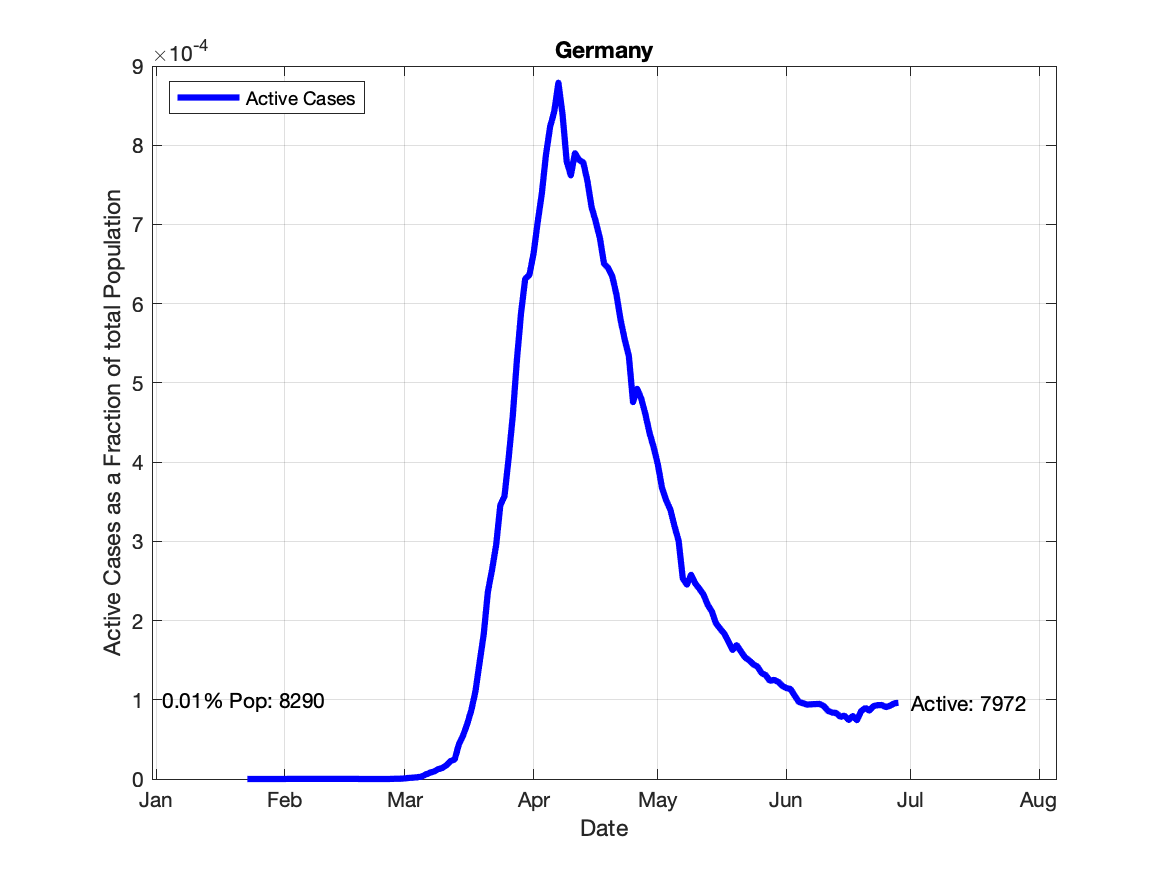 Germany
×10-4
Active Cases
9
8
7
6
5
4
3
2
1
0
Active Cases as a Fraction of total Population
0.01% Pop: 8290
Active: 7972
Jan Feb Mar Apr May Jun Jul Aug
Date